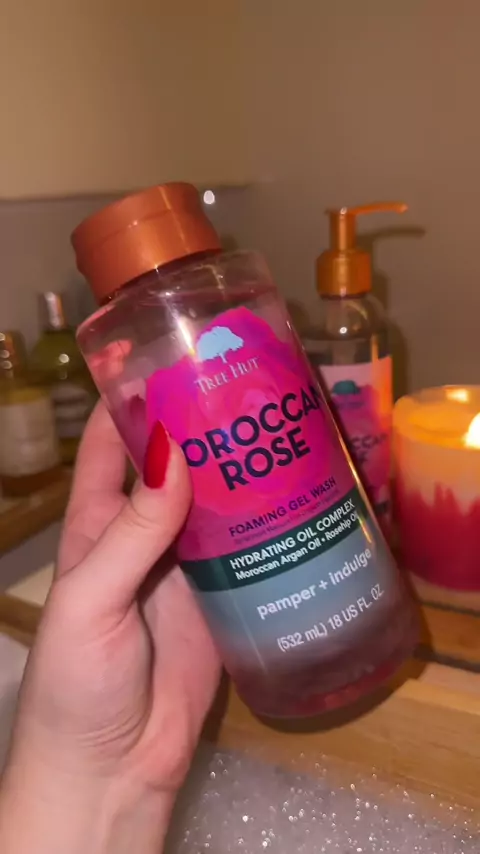 TREE HUT
OROCCAN
ROSE
FOAMING GEL WASH
HYDRATING OIL COMPLEX
Moroccan Argan Oil • Rosehip Oil
pamper + indulge
(532 mL) 18 US FL. OZ.
ROSE